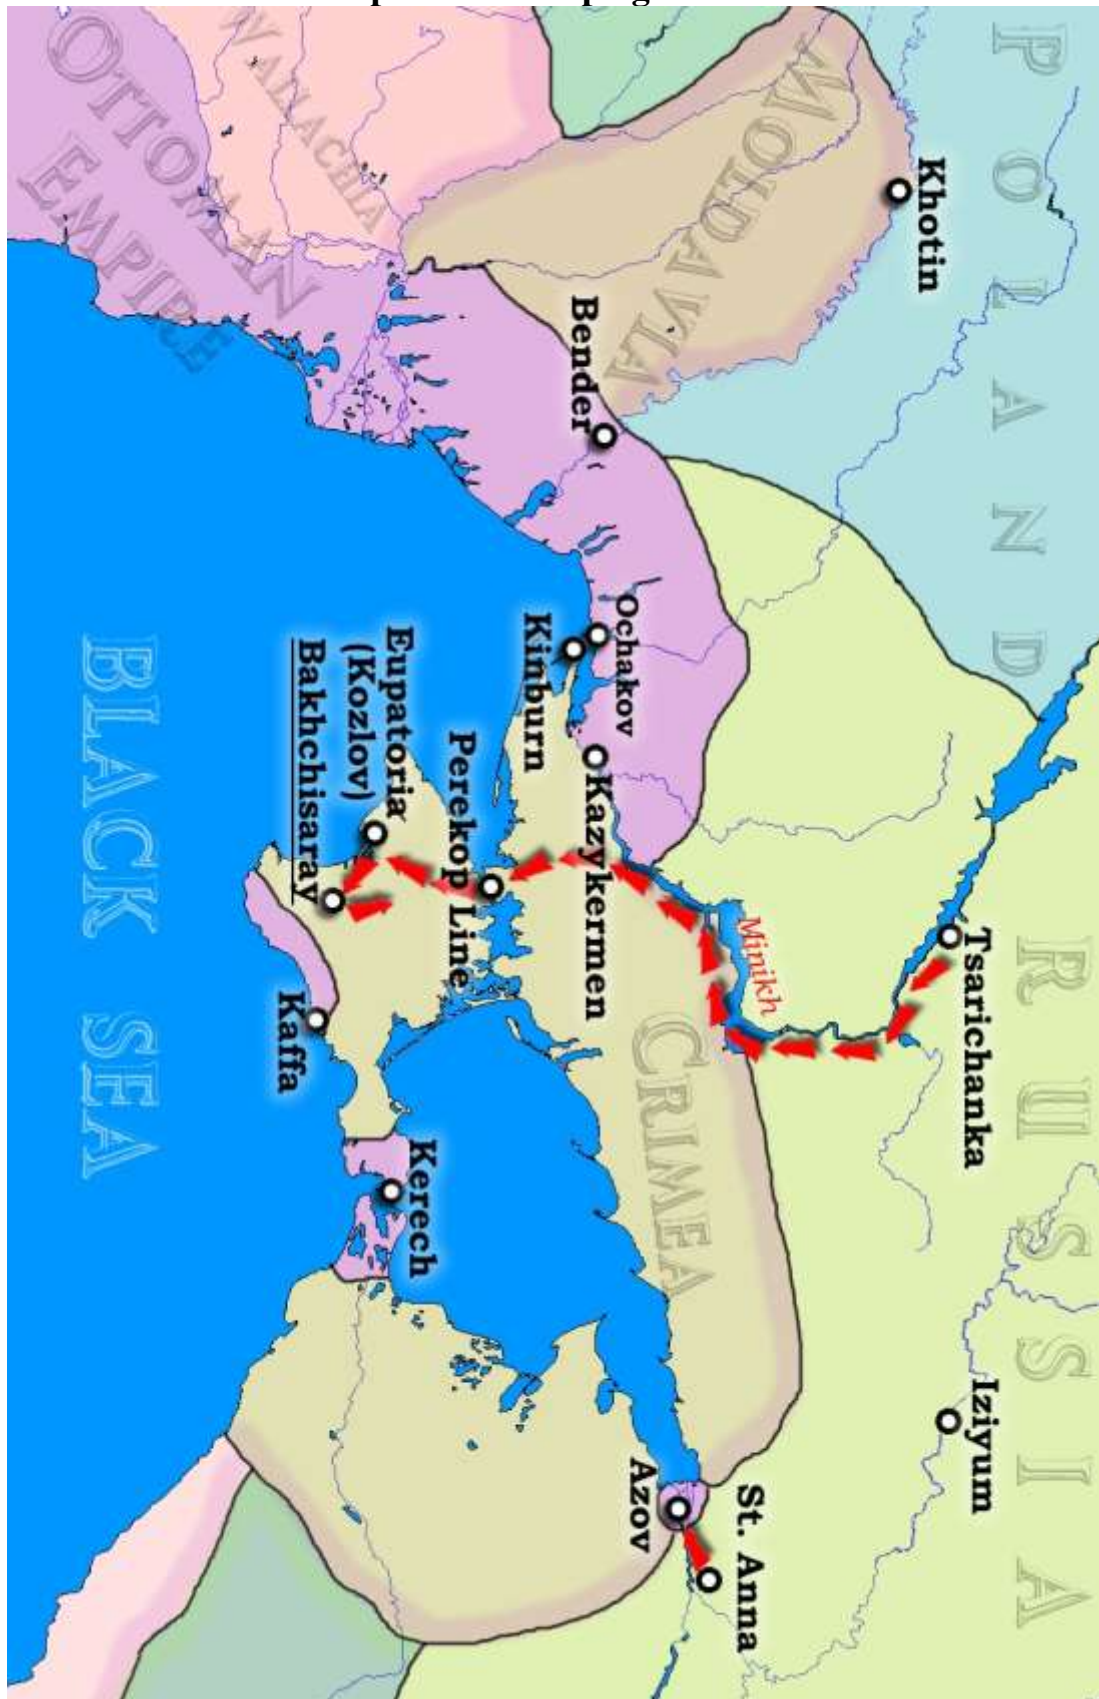 POLAND
RUSSIA
Khotin
Tsarichanka
Iziyum
MOLDAVIA
Minikh
St. Anna
Bender
Ochakov
Kazykermen
CRIMEA
Azov
Kinburn
Perekop Line
Kerech
Eupatoria
(Kozlov)
Bakhchisaray
Kaffa
OTTOMAN
EMPIRE
BLACK SEA